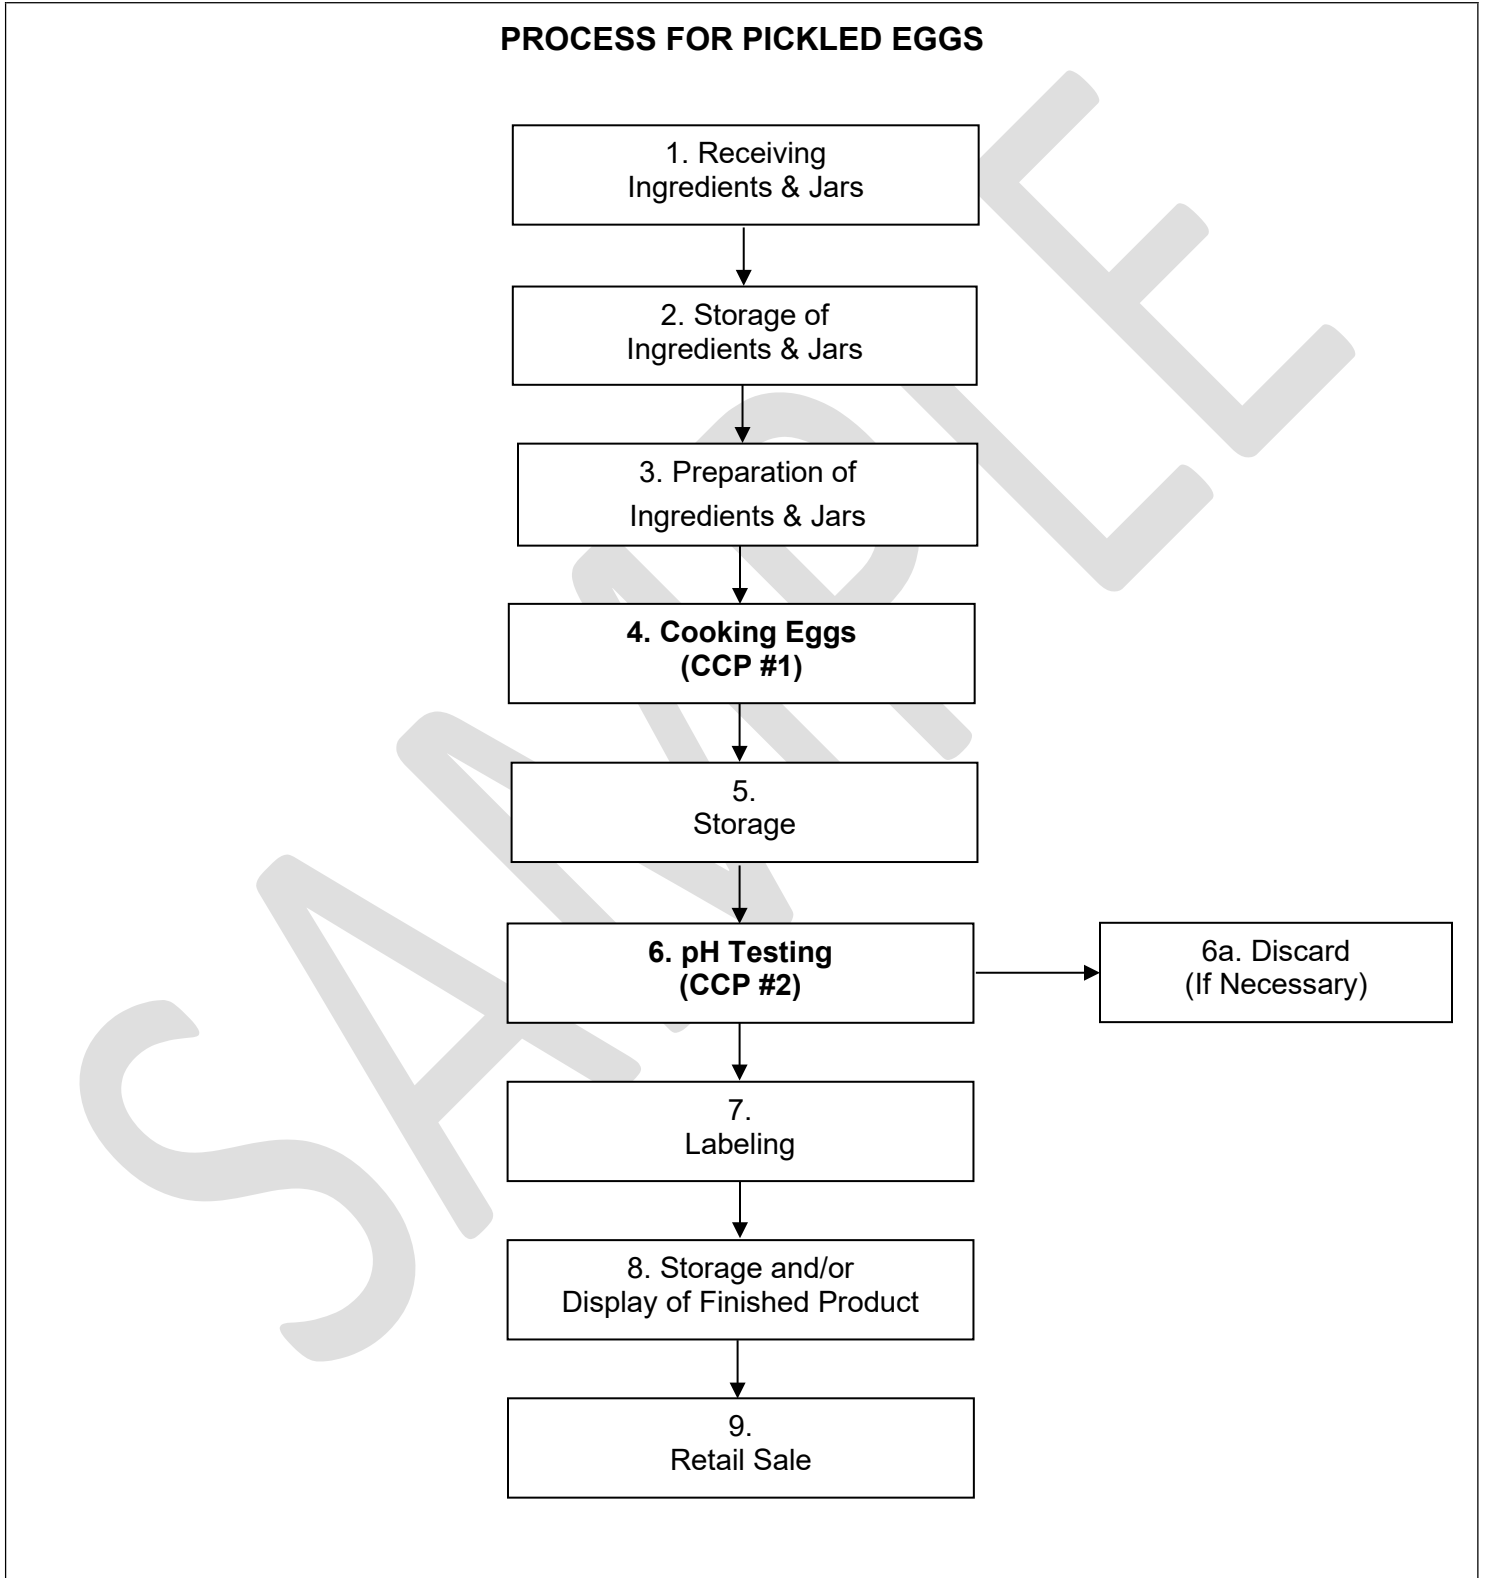 PROCESS FOR PICKLED EGGS
1. Receiving
Ingredients & Jars
2. Storage of
Ingredients & Jars
3. Preparation of
Ingredients & Jars
4. Cooking Eggs
(CCP #1)
5.
Storage
6. pH Testing
(CCP #2)
6a. Discard
(If Necessary)
7.
Labeling
8. Storage and/or
Display of Finished Product
9.
Retail Sale
SAMPLE